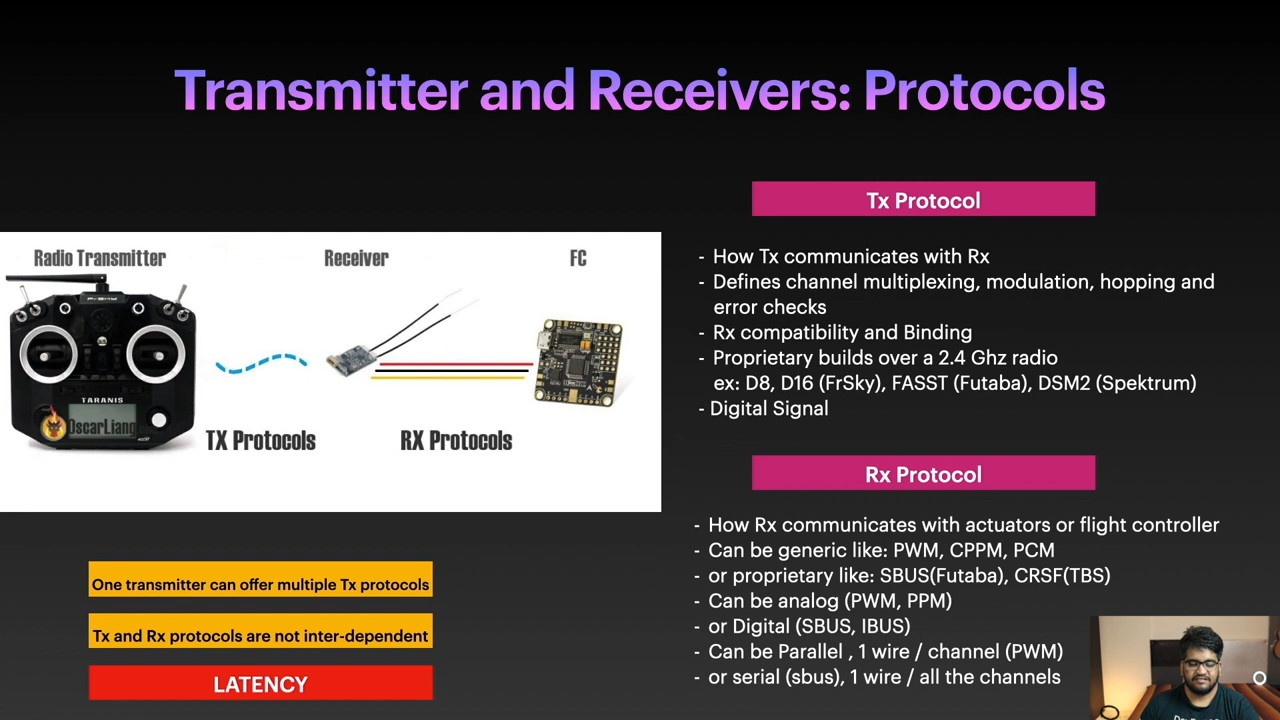 Transmitter and Receivers: Protocols
Radio Transmitter
Receiver
FC
FrSKY
TARANIS
OscarLiang
TX Protocols
RX Protocols
One transmitter can offer multiple Tx protocols
Tx and Rx protocols are not inter-dependent
LATENCY
Tx Protocol
- How Tx communicates with Rx
- Defines channel multiplexing, modulation, hopping and
error checks
- Rx compatibility and Binding
- Proprietary builds over a 2.4 Ghz radio
ex: D8, D16 (FrSky), FASST (Futaba), DSM2 (Spektrum)
- Digital Signal
Rx Protocol
- How Rx communicates with actuators or flight controller
- Can be generic like: PWM, CPPM, PCM
- or proprietary like: SBUS(Futaba), CRSF(TBS)
- Can be analog (PWM, PPM)
- or Digital (SBUS, IBUS)
- Can be Parallel , 1 wire / channel (PWM)
- or serial (sbus), 1 wire / all the channels